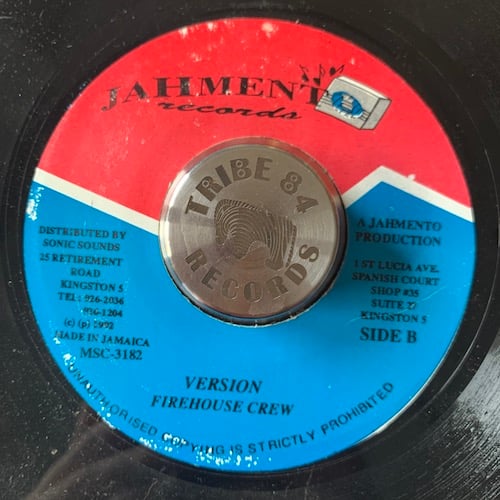 JAHMENTO
records
TRIBE 84
RECORDS
DISTRIBUTED BY
SONIC SOUNDS
25 RETIREMENT
ROAD
KINGSTON 5
TEL: 926-2036
926-1204
(c) (p) 1992
MADE IN JAMAICA
MSC-3182
A JAHMENTO
PRODUCTION
1 ST LUCIA AVE.
SPANISH COURT
SHOP #35
SUITE 27
KINGSTON 5
SIDE B
VERSION
FIREHOUSE CREW
UNAUTHORISED COPYING IS STRICTLY PROHIBITED